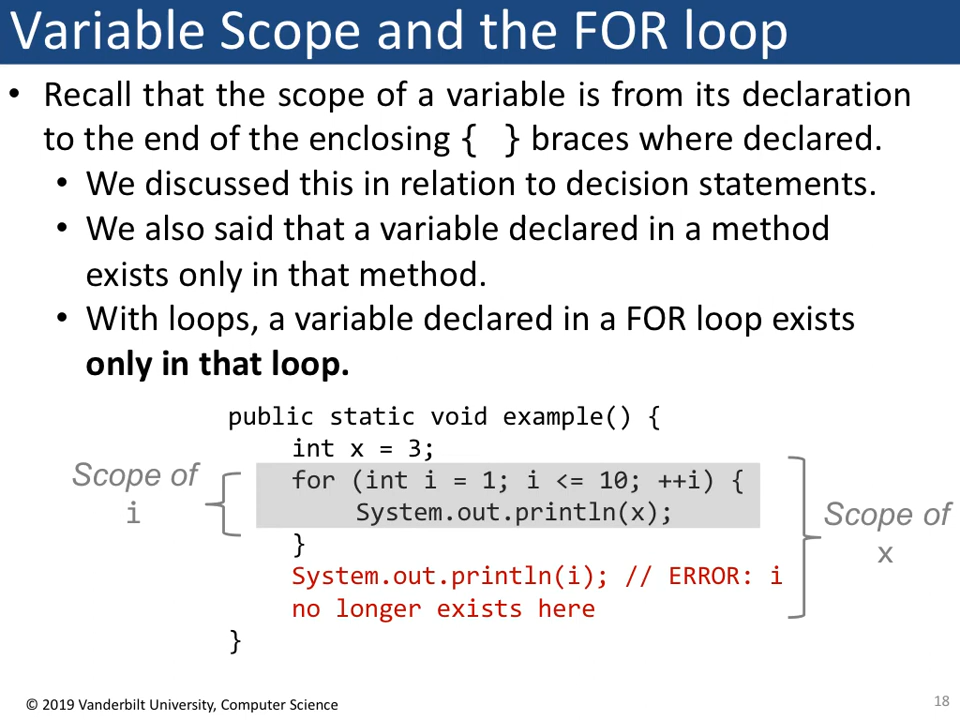 Variable Scope and the FOR loop
• Recall that the scope of a variable is from its declaration
to the end of the enclosing { } braces where declared.
• We discussed this in relation to decision statements.
• We also said that a variable declared in a method
exists only in that method.
• With loops, a variable declared in a FOR loop exists
only in that loop.
public static void example() {
int x = 3;
for (int i = 1; i <= 10; ++i) {
System.out.println(x);
}
System.out.println(i); // ERROR: i
no longer exists here
}
Scope of
i
Scope of
x
© 2019 Vanderbilt University, Computer Science
18